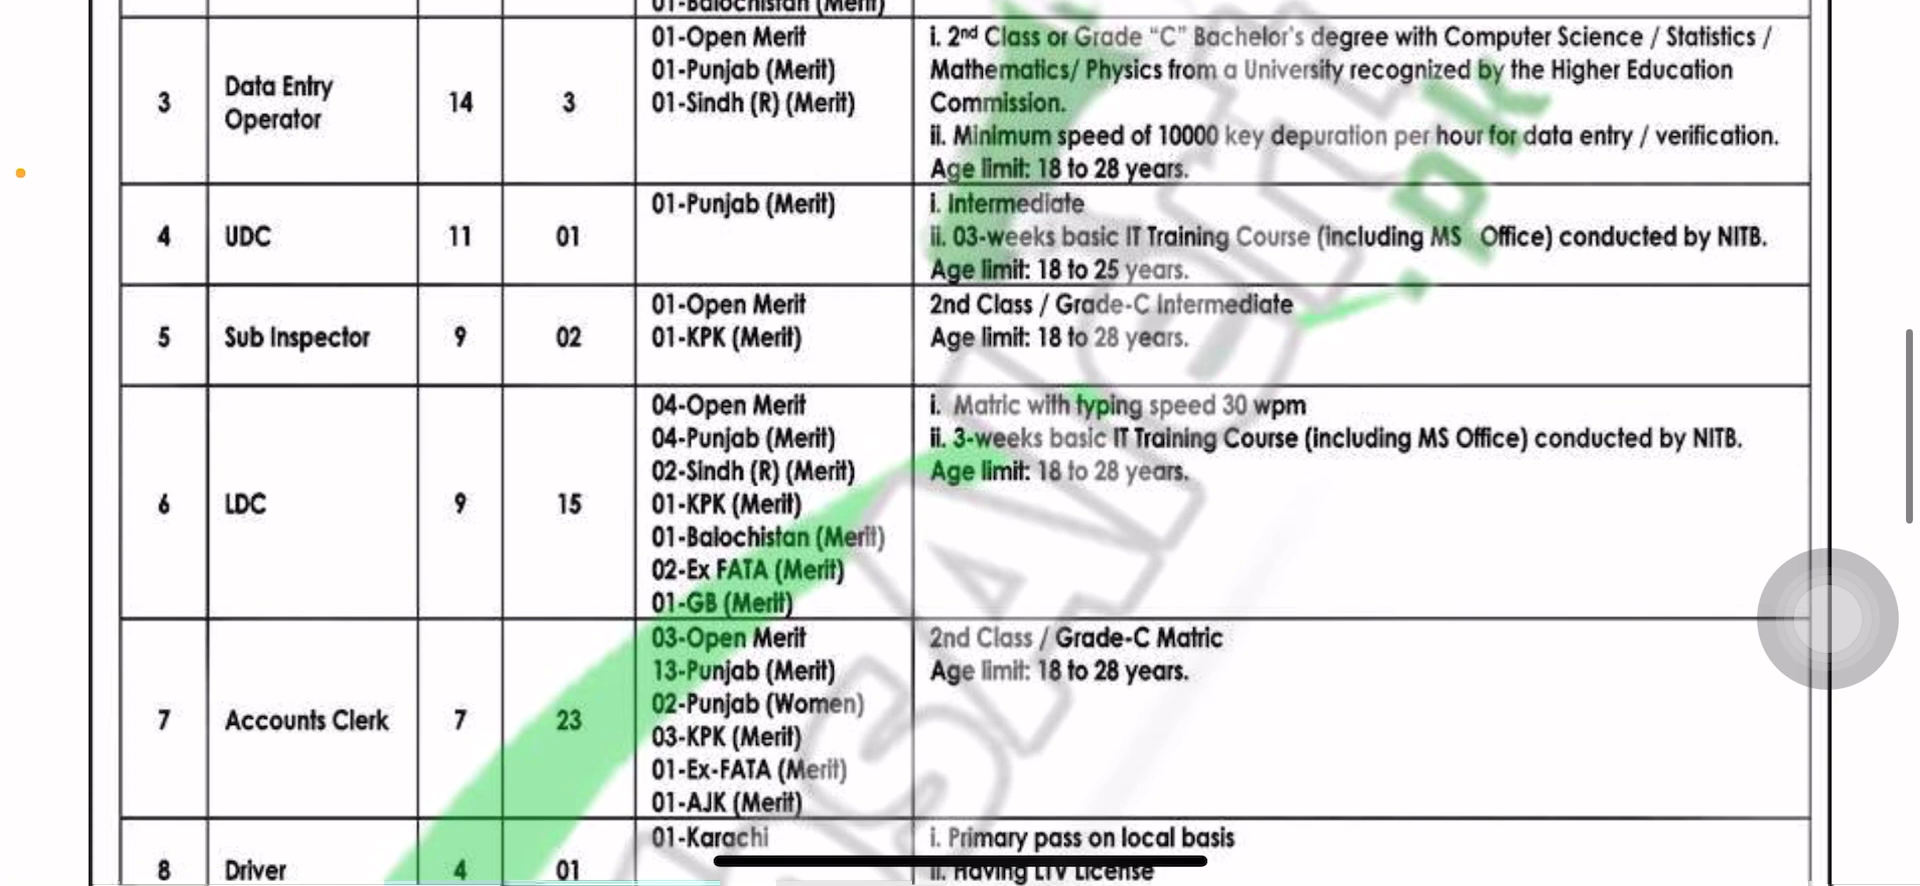 01-Balochistan (Merit)
3
Data Entry
Operator
14
3
01-Open Merit
01-Punjab (Merit)
01-Sindh (R) (Merit)
i. 2nd Class or Grade “C” Bachelor's degree with Computer Science / Statistics /
Mathematics/ Physics from a University recognized by the Higher Education
Commission.
ii. Minimum speed of 10000 key depuration per hour for data entry / verification.
Age limit: 18 to 28 years.
4
UDC
11
01
01-Punjab (Merit)
i. Intermediate
ii. 03-weeks basic IT Training Course (including MS Office) conducted by NITB.
Age limit: 18 to 25 years.
5
Sub Inspector
9
02
01-Open Merit
01-KPK (Merit)
2nd Class / Grade-C Intermediate
Age limit: 18 to 28 years.
6
LDC
9
15
04-Open Merit
04-Punjab (Merit)
02-Sindh (R) (Merit)
01-KPK (Merit)
01-Balochistan (Merit)
02-Ex FATA (Merit)
01-GB (Merit)
i. Matric with typing speed 30 wpm
ii. 3-weeks basic IT Training Course (including MS Office) conducted by NITB.
Age limit: 18 to 28 years.
7
Accounts Clerk
7
23
03-Open Merit
13-Punjab (Merit)
02-Punjab (Women)
03-KPK (Merit)
01-Ex-FATA (Merit)
01-AJK (Merit)
2nd Class / Grade-C Matric
Age limit: 18 to 28 years.
8
Driver
4
01
01-Karachi
i. Primary pass on local basis
ii. Having LTV License
.pk